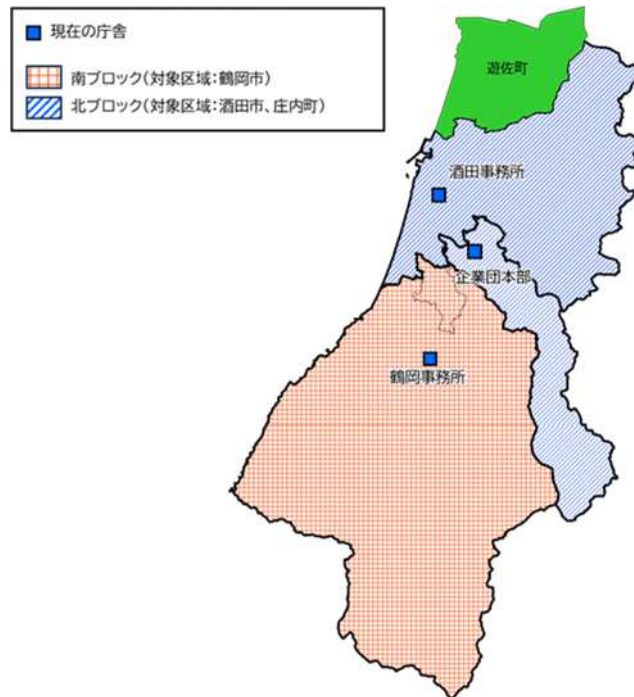 現在の庁舎
南ブロック(対象区域:鶴岡市)
北ブロック(対象区域:酒田市、庄内町)
遊佐町
酒田事務所
企業団本部
鶴岡事務所